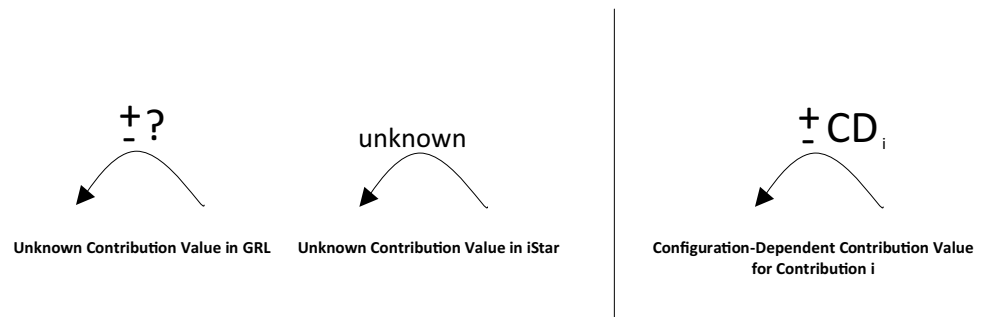 ±?
unknown
± CDi
Unknown Contribution Value in GRL
Unknown Contribution Value in iStar
Configuration-Dependent Contribution Value
for Contribution i